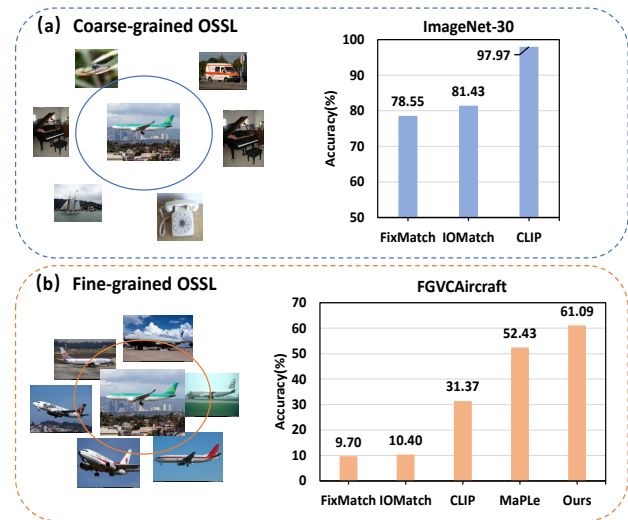 (a) Coarse-grained OSSL
ImageNet-30
Accuracy(%)
100
90
80
70
60
50
78.55
81.43
97.97
FixMatch IOMatch CLIP
(b) Fine-grained OSSL
FGVCAircraft
Accuracy(%)
70
60
50
40
30
20
10
0
9.70
10.40
31.37
52.43
61.09
FixMatch IOMatch CLIP MaPLe Ours